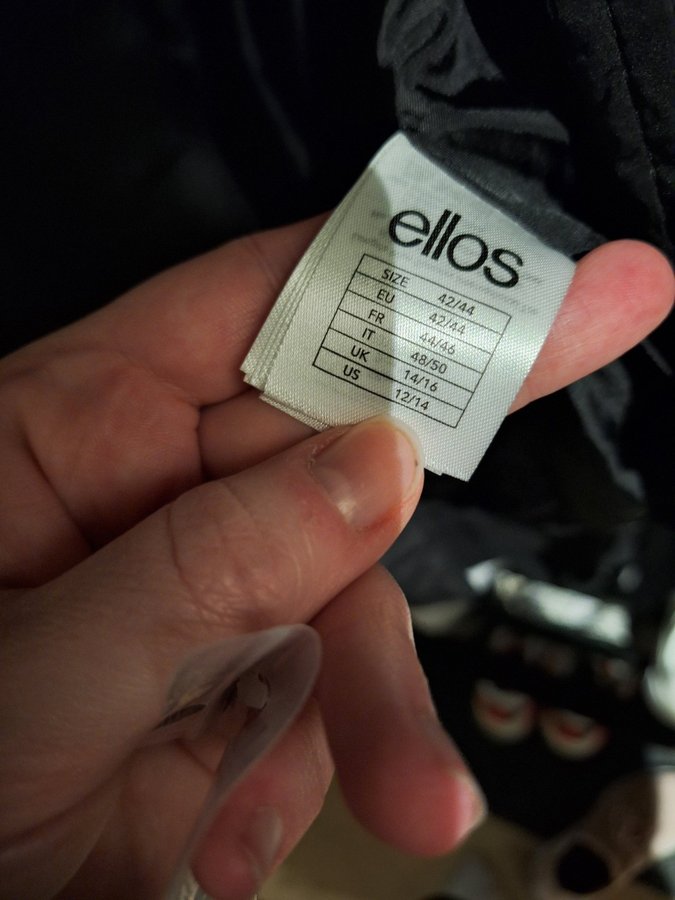 ellos
SIZE 42/44
EU 42/44
FR 44/46
IT 48/50
UK 14/16
US 12/14